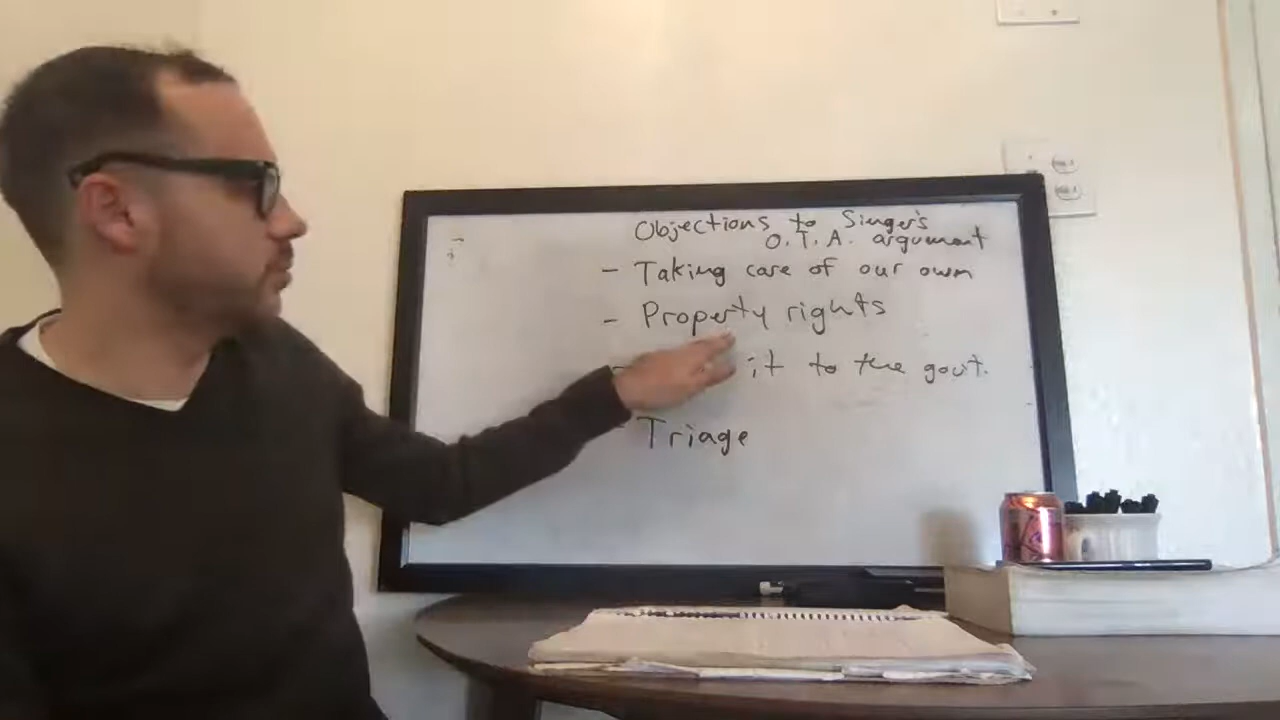 Objections to Singer's
O.T.A. argument
- Taking care of our own
- Property rights
- it to the gov't.
- Triage